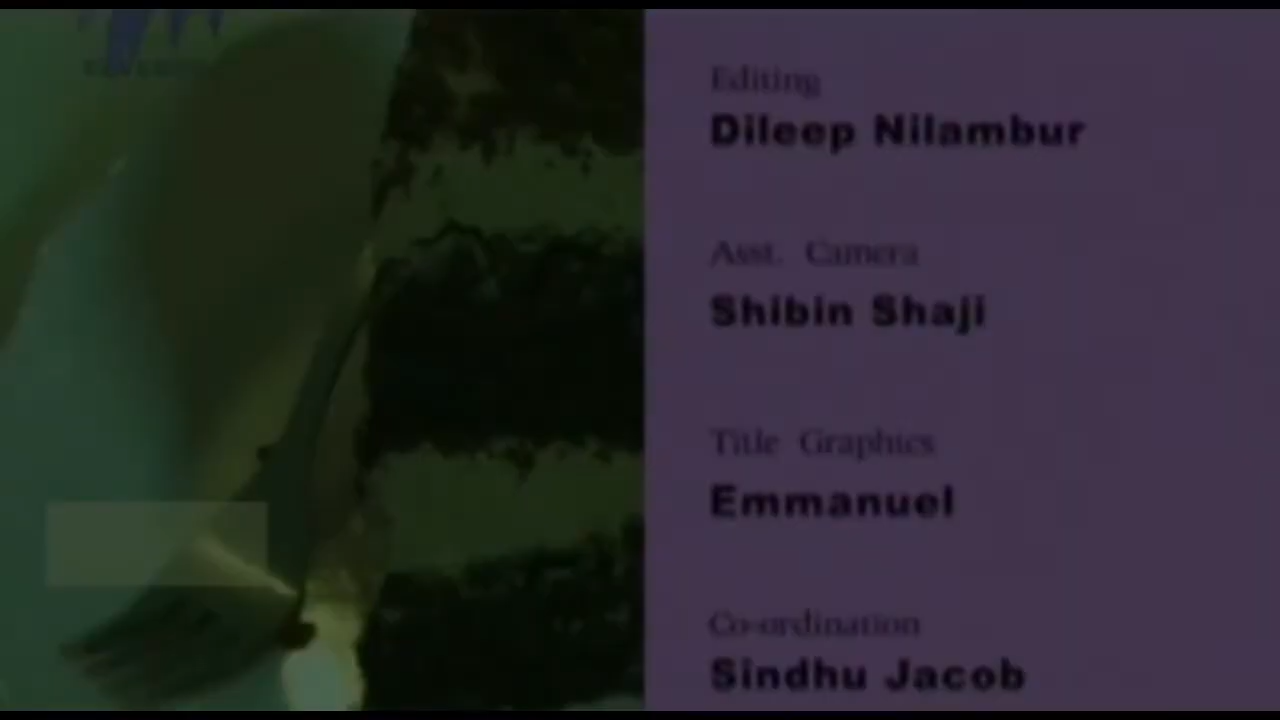 Editing
Dileep Nilambur
Asst. Camera
Shibin Shaji
Title Graphics
Emmanuel
Co-ordination
Sindhu Jacob